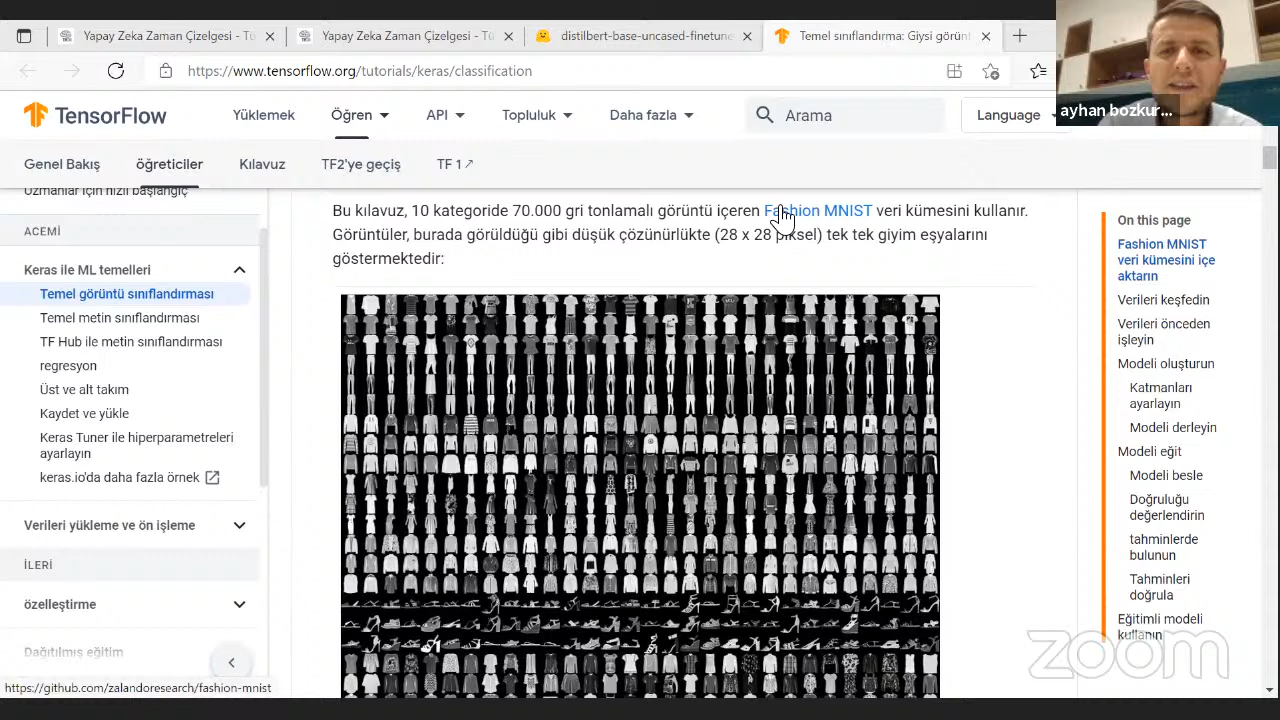 Yapay Zeka Zaman Çizelgesi - Tü
Yapay Zeka Zaman Çizelgesi - Tü
distilbert-base-uncased-finetune
Temel sınıflandırma: Giysi görünt
ayhan bozkur...
https://www.tensorflow.org/tutorials/keras/classification
TensorFlow
Yüklemek
Öğren
API
Topluluk
Daha fazla
Arama
Language
Genel Bakış
öğreticiler
Kılavuz
TF2'ye geçiş
TF 1
Uzmanlar için hızlı başlangıç
ACEMİ
Keras ile ML temelleri
Temel görüntü sınıflandırması
Temel metin sınıflandırması
TF Hub ile metin sınıflandırması
regresyon
Üst ve alt takım
Kaydet ve yükle
Keras Tuner ile hiperparametreleri
ayarlayın
keras.io'da daha fazla örnek
Verileri yükleme ve ön işleme
İLERİ
özelleştirme
Dağıtılmış eğitim
https://github.com/zalandoresearch/fashion-mnist
Bu kılavuz, 10 kategoride 70.000 gri tonlamalı görüntü içeren Fashion MNIST veri kümesini kullanır.
Görüntüler, burada görüldüğü gibi düşük çözünürlükte (28 x 28 piksel) tek tek giyim eşyalarını
göstermektedir:
On this page
Fashion MNIST
veri kümesini içe
aktarın
Verileri keşfedin
Verileri önceden
işleyin
Modeli oluşturun
Katmanları
ayarlayın
Modeli derleyin
Modeli eğit
Modeli besle
Doğruluğu
değerlendirin
tahminlerde
bulunun
Tahminleri
doğrula
Eğitimli modeli
kullanın
zoom